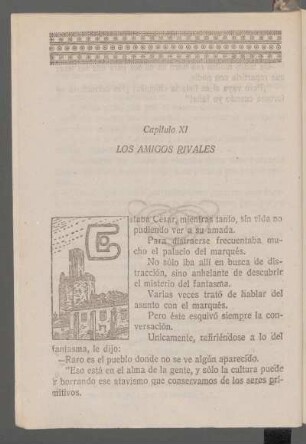 Capítulo XI
LOS AMIGOS RIVALES
Estaba César, mientras tanto, sin vida no
pudiendo ver a su amada.
Para distraerse frecuentaba mu-
cho el palacio del marqués.
No sólo iba allí en busca de dis-
tracción, sino anhelante de descubrir
el misterio del fantasma.
Varias veces trató de hablar del
asunto con el marqués.
Pero éste esquivó siempre la con-
versación.
Unicamente, refiriéndose a lo del
fantasma, le dijo:
—Raro es el pueblo donde no se ve algún aparecido.
"Eso está en el alma de la gente, y sólo la cultura puede
ir borrando ese atavismo que conservamos de los seres pri-
mitivos.